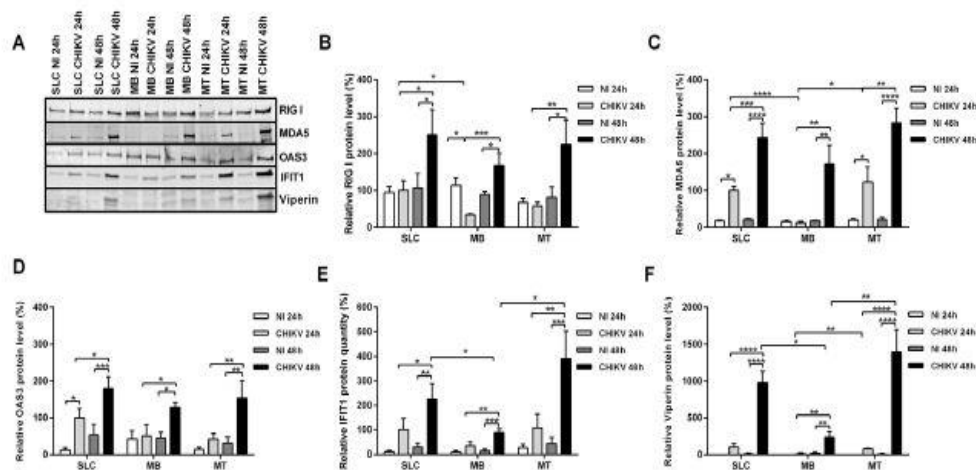 A
SLC NI 24h
SLC CHIKV 24h
SLC NI 48h
SLC CHIKV 48h
MB NI 24h
MB CHIKV 24h
MB NI 48h
MB CHIKV 48h
MT NI 24h
MT CHIKV 24h
MT NI 48h
MT CHIKV 48h
RIG I
MDA5
OAS3
IFIT1
Viperin
B
Relative RIG I protein level (%)
400
300
200
100
0
SLC MB MT
NI 24h
CHIKV 24h
NI 48h
CHIKV 48h
* * * * *** * ** *
C
Relative MDA5 protein level (%)
400
300
200
100
0
SLC MB MT
NI 24h
CHIKV 24h
NI 48h
CHIKV 48h
D
Relative OAS3 protein level (%)
400
300
200
100
0
SLC MB MT
NI 24h
CHIKV 24h
NI 48h
CHIKV 48h
E
Relative IFIT1 protein quantity (%)
600
500
400
300
200
100
0
SLC MB MT
NI 24h
CHIKV 24h
NI 48h
CHIKV 48h
F
Relative Viperin protein level (%)
2000
1500
1000
500
0
SLC MB MT
NI 24h
CHIKV 24h
NI 48h
CHIKV 48h